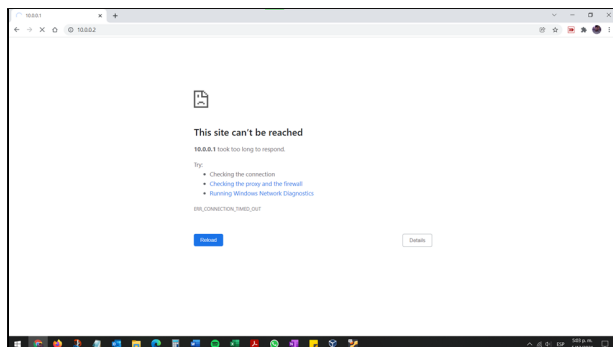 10.0.0.1
10.0.0.2
This site can't be reached
10.0.0.1 took too long to respond.
Try:
Checking the connection
Checking the proxy and the firewall
Running Windows Network Diagnostics
ERR_CONNECTION_TIMED_OUT
Reload
Details
ESP
5:03 p. m.